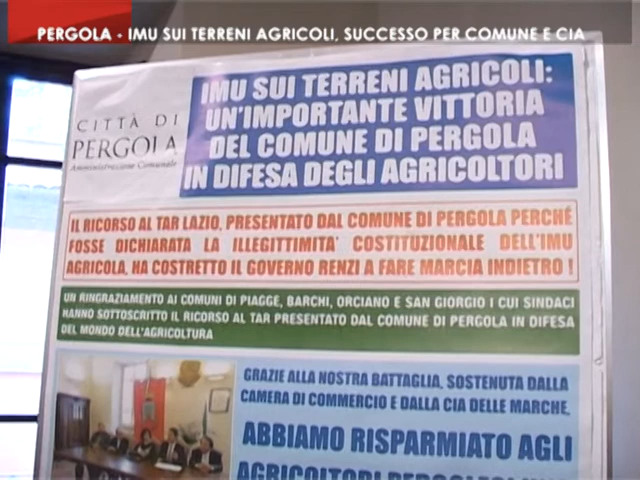 PERGOLA - IMU SUI TERRENI AGRICOLI, SUCCESSO PER COMUNE E CIA
CITTÀ DI
PERGOLA
Amministrazione Comunale
IMU SUI TERRENI AGRICOLI:
UN'IMPORTANTE VITTORIA
DEL COMUNE DI PERGOLA
IN DIFESA DEGLI AGRICOLTORI
IL RICORSO AL TAR LAZIO, PRESENTATO DAL COMUNE DI PERGOLA PERCHÉ
FOSSE DICHIARATA LA ILLEGITTIMITA' COSTITUZIONALE DELL'IMU
AGRICOLA, HA COSTRETTO IL GOVERNO RENZI A FARE MARCIA INDIETRO !
UN RINGRAZIAMENTO AI COMUNI DI PIAGGE, BARCHI, ORCIANO E SAN GIORGIO I CUI SINDACI
HANNO SOTTOSCRITTO IL RICORSO AL TAR PRESENTATO DAL COMUNE DI PERGOLA IN DIFESA
DEL MONDO DELL'AGRICOLTURA
GRAZIE ALLA NOSTRA BATTAGLIA, SOSTENUTA DALLA
CAMERA DI COMMERCIO E DALLA CIA DELLE MARCHE,
ABBIAMO RISPARMIATO AGLI
AGRICOLTORI